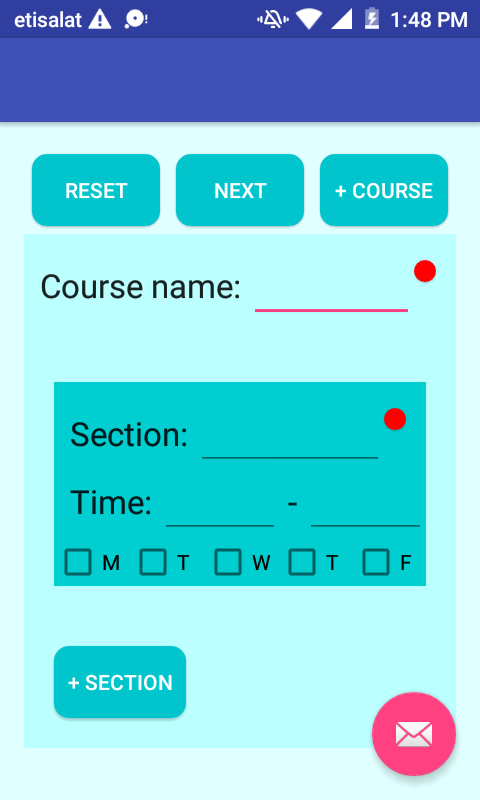 etisalat 1:48 PM
RESET NEXT + COURSE
Course name:
Section:
Time: -
M T W T F
+ SECTION